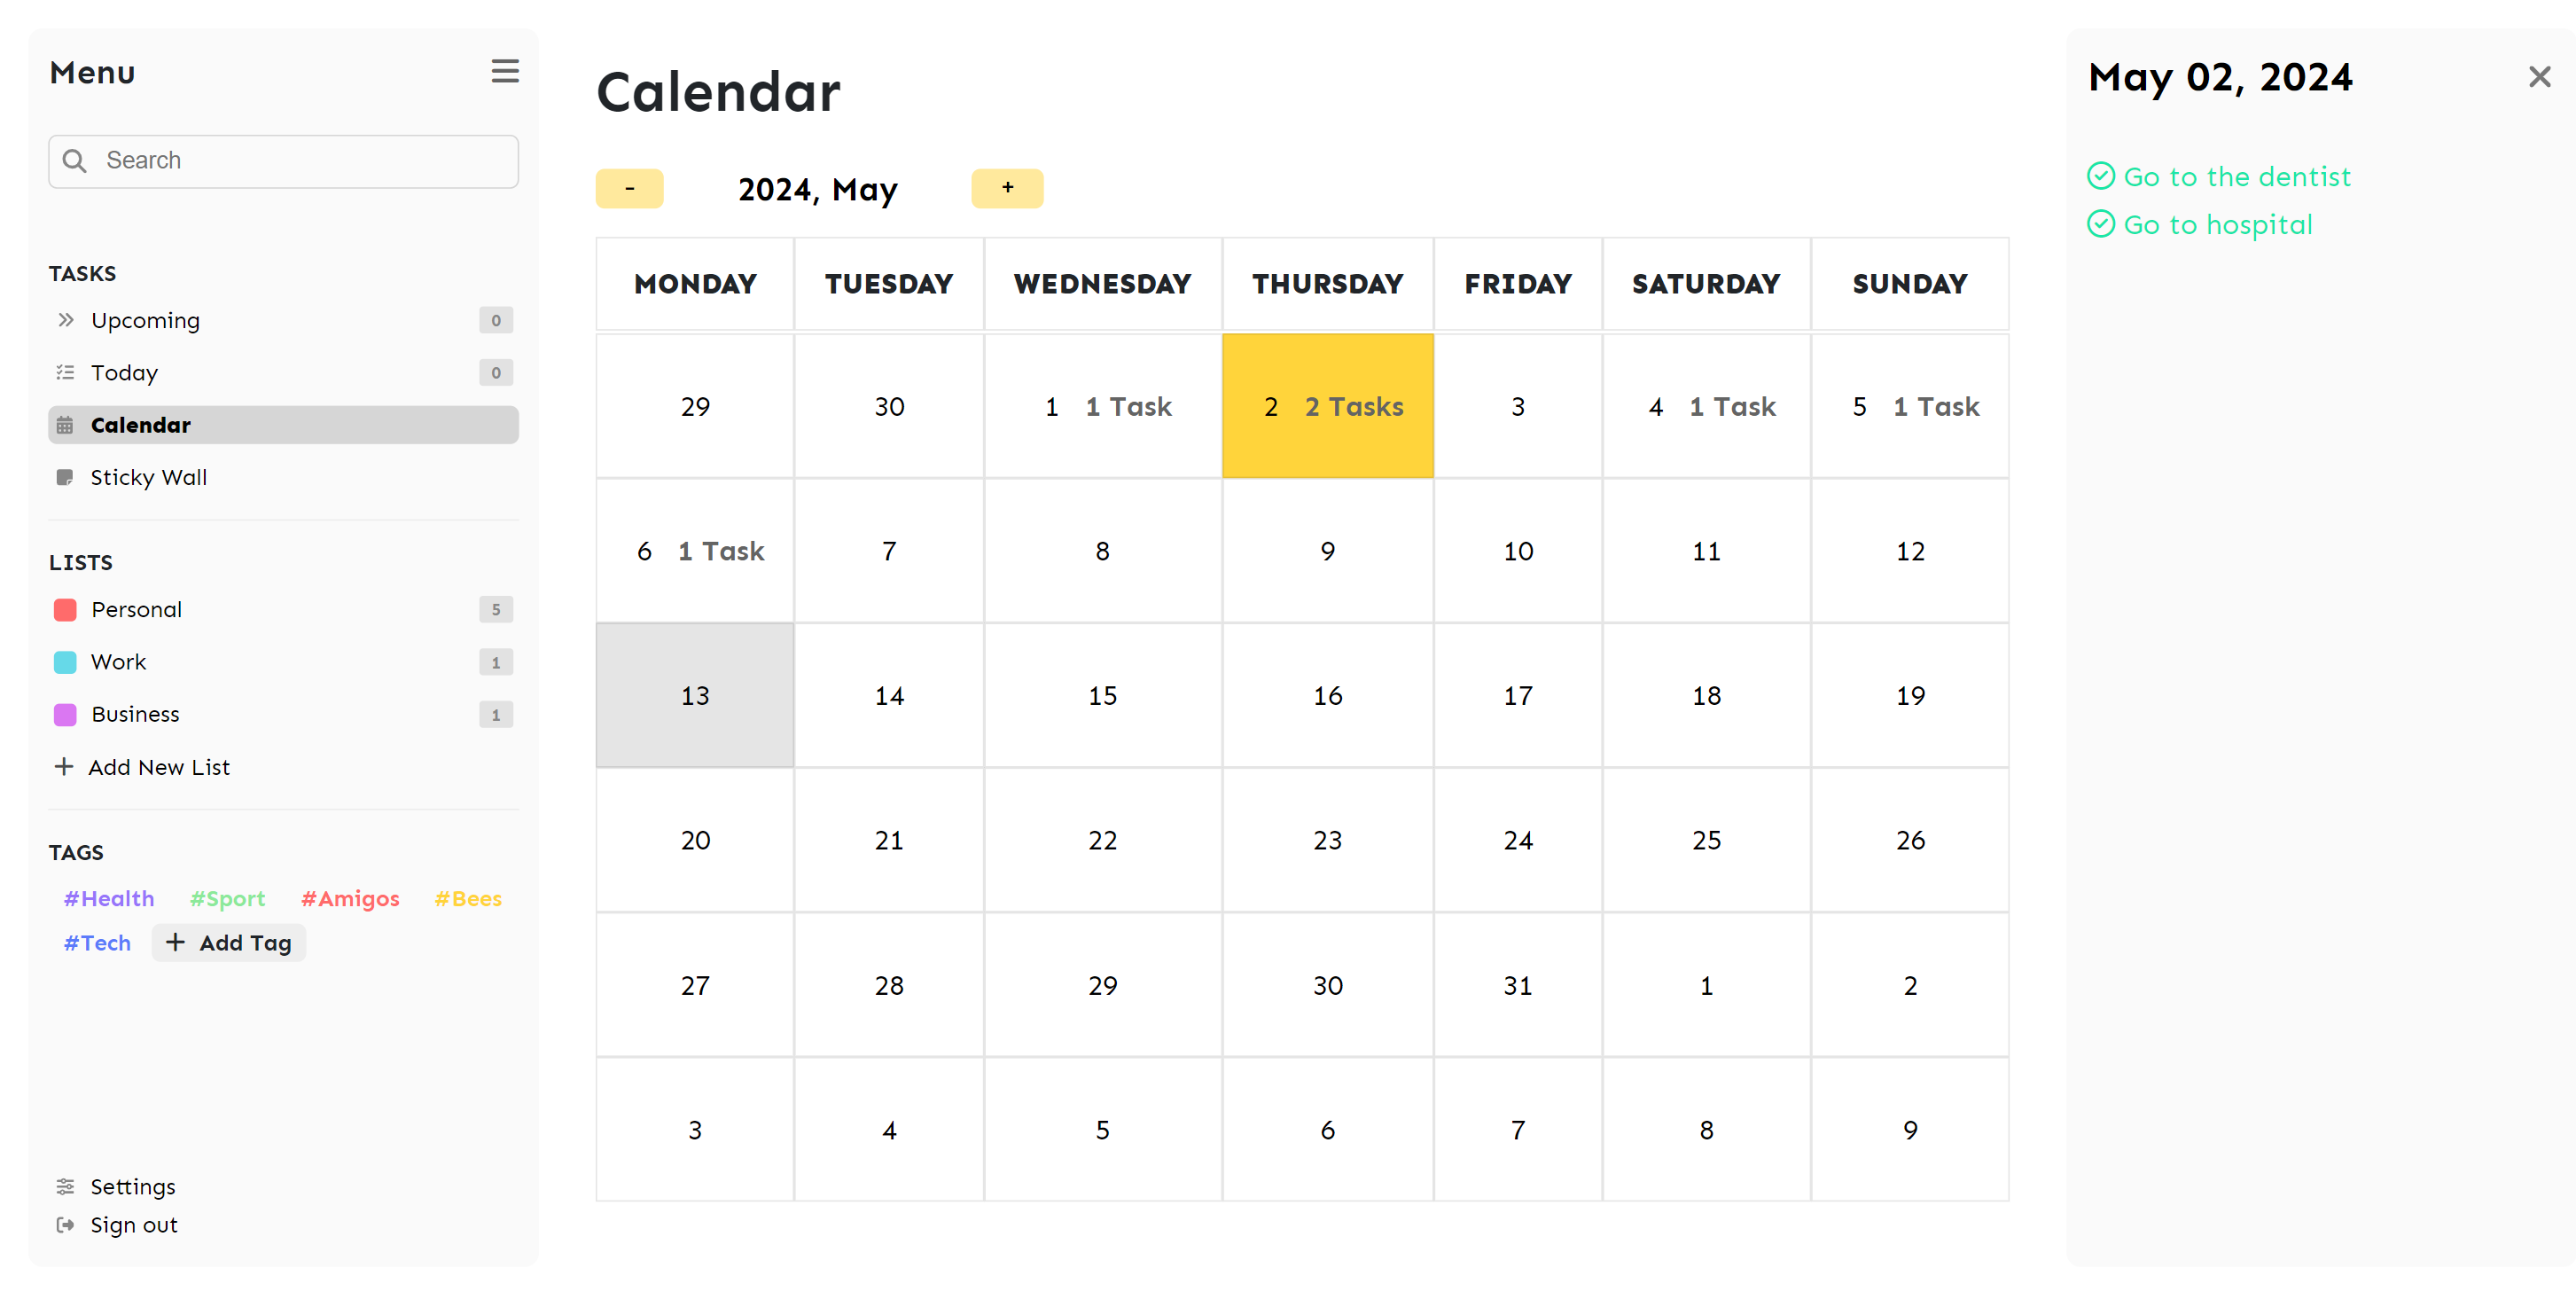 Menu
Search
TASKS
Upcoming 0
Today 0
Calendar
Sticky Wall
LISTS
Personal 5
Work 1
Business 1
+ Add New List
TAGS
#Health #Sport #Amigos #Bees
#Tech + Add Tag
Settings
Sign out
Calendar
- 2024, May +
MONDAY TUESDAY WEDNESDAY THURSDAY FRIDAY SATURDAY SUNDAY
29 30 1 1 Task 2 2 Tasks 3 4 1 Task 5 1 Task
6 1 Task 7 8 9 10 11 12
13 14 15 16 17 18 19
20 21 22 23 24 25 26
27 28 29 30 31 1 2
3 4 5 6 7 8 9
May 02, 2024
Go to the dentist
Go to hospital